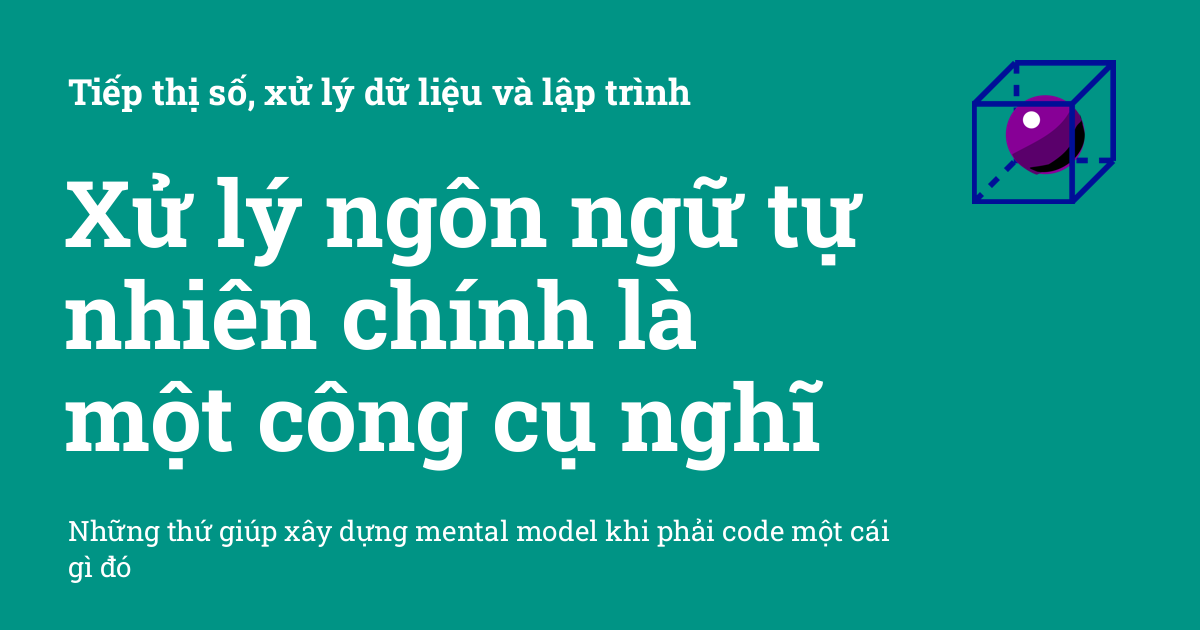 Tiếp thị số, xử lý dữ liệu và lập trình
Xử lý ngôn ngữ tự
nhiên chính là
một công cụ nghĩ
Những thứ giúp xây dựng mental model khi phải code một cái
gì đó